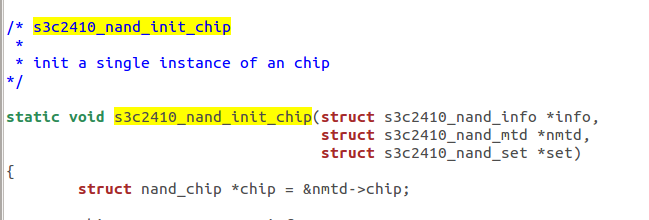 /* s3c2410_nand_init_chip
 *
 * init a single instance of an chip
*/
static void s3c2410_nand_init_chip(struct s3c2410_nand_info *info,
struct s3c2410_nand_mtd *nmtd,
struct s3c2410_nand_set *set)
{
struct nand_chip *chip = &nmtd->chip;